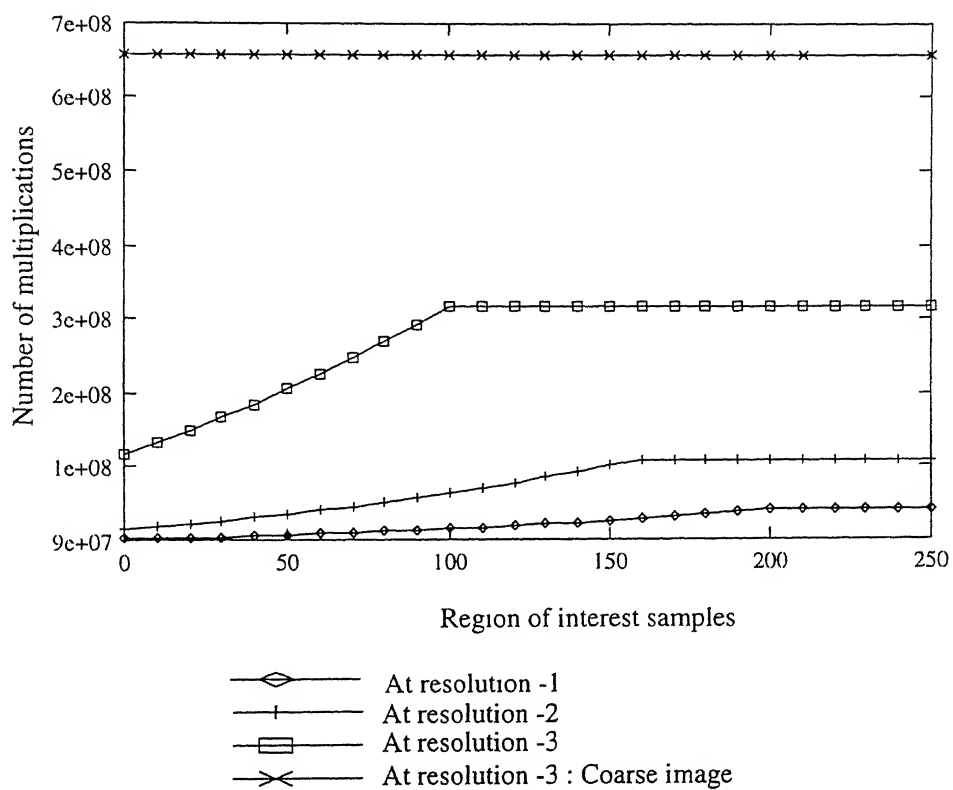 7e+08
6e+08
5e+08
4e+08
3e+08
2e+08
1e+08
9e+07
Number of multiplications
0 50 100 150 200 250
Region of interest samples
At resolution -1
At resolution -2
At resolution -3
At resolution -3 : Coarse image